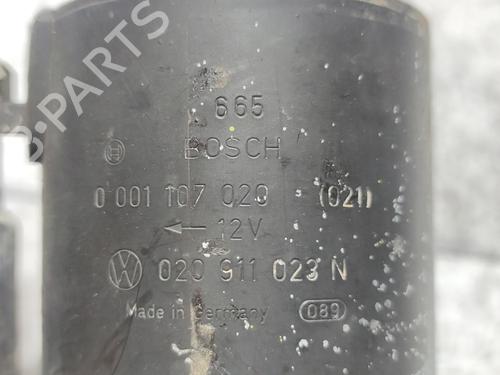 665
BOSCH
0 001 107 020 (021)
← 12V
020 911 023 N
Made in Germany 089
B-PARTS